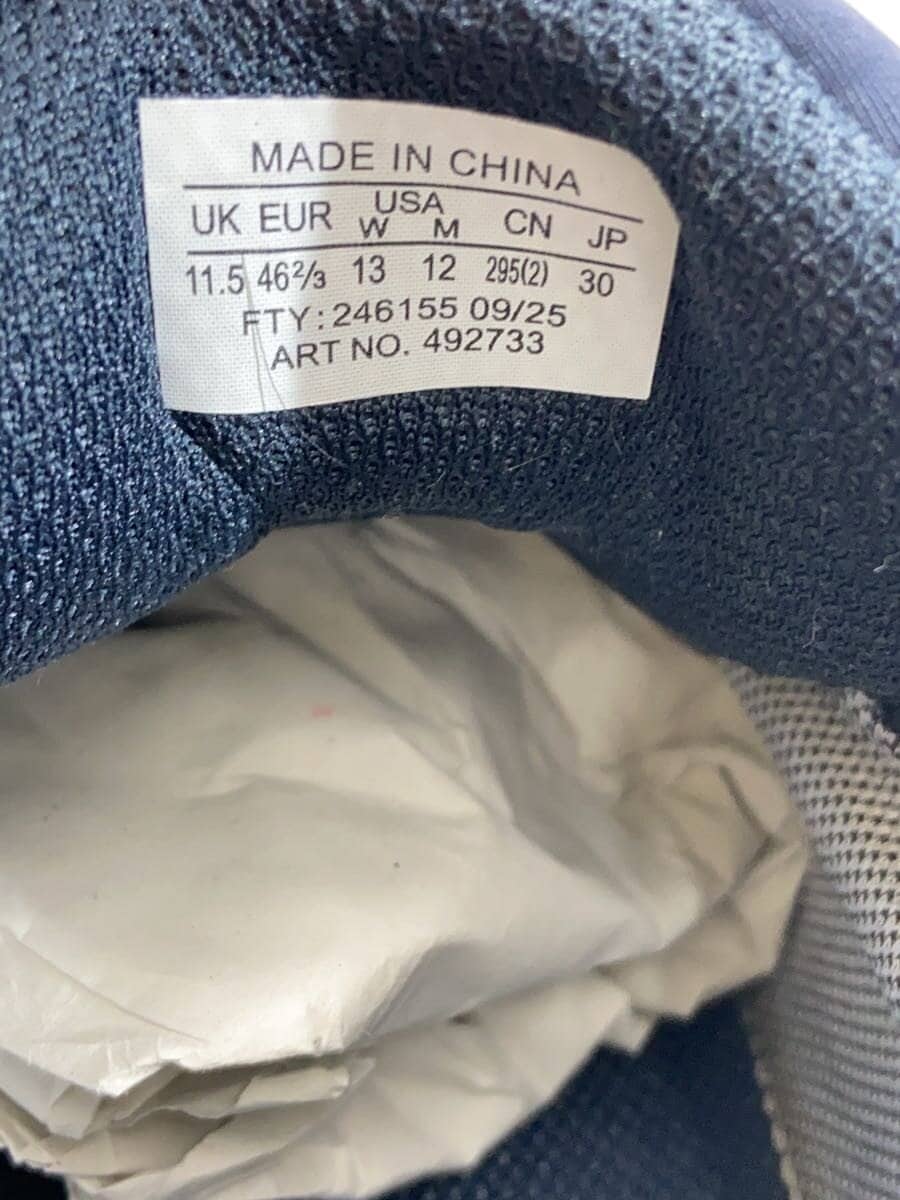 MADE IN CHINA
UK EUR USA W M CN JP
11.5 46⅔ 13 12 295(2) 30
FTY:246155 09/25
ART NO. 492733